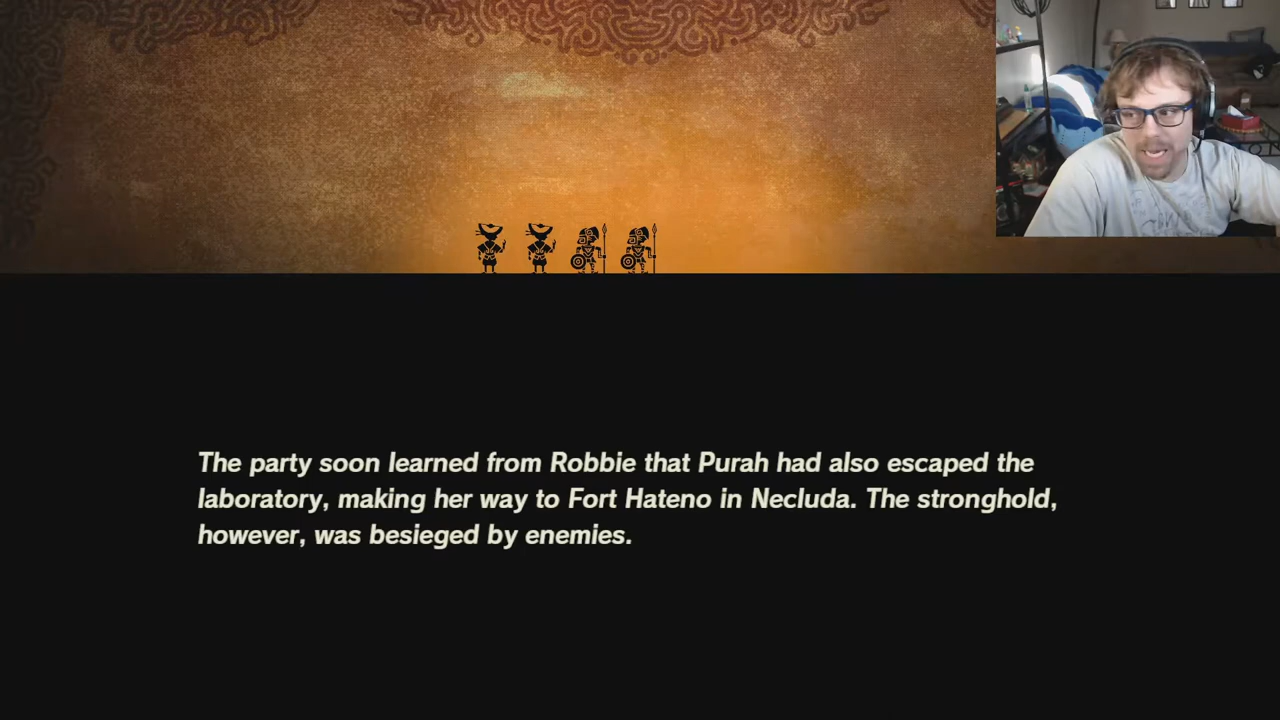 The party soon learned from Robbie that Purah had also escaped the
laboratory, making her way to Fort Hateno in Necluda. The stronghold,
however, was besieged by enemies.